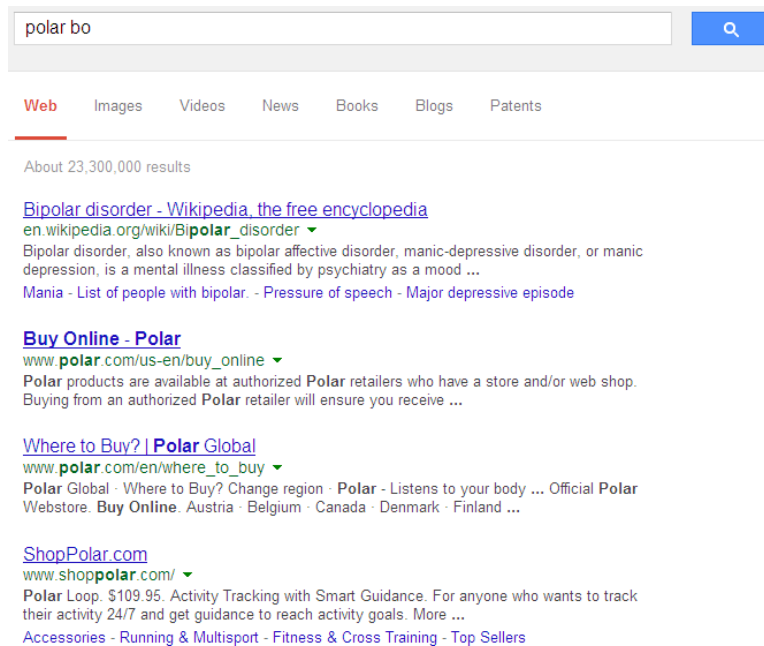 polar bo
Web Images Videos News Books Blogs Patents
About 23,300,000 results
Bipolar disorder - Wikipedia, the free encyclopedia
en.wikipedia.org/wiki/Bipolar_disorder
Bipolar disorder, also known as bipolar affective disorder, manic-depressive disorder, or manic
depression, is a mental illness classified by psychiatry as a mood ...
Mania - List of people with bipolar. - Pressure of speech - Major depressive episode
Buy Online - Polar
www.polar.com/us-en/buy_online
Polar products are available at authorized Polar retailers who have a store and/or web shop.
Buying from an authorized Polar retailer will ensure you receive ...
Where to Buy? | Polar Global
www.polar.com/en/where_to_buy
Polar Global · Where to Buy? Change region · Polar - Listens to your body ... Official Polar
Webstore. Buy Online. Austria · Belgium · Canada · Denmark · Finland ...
ShopPolar.com
www.shoppolar.com/
Polar Loop. $109.95. Activity Tracking with Smart Guidance. For anyone who wants to track
their activity 24/7 and get guidance to reach activity goals. More ...
Accessories - Running & Multisport - Fitness & Cross Training - Top Sellers